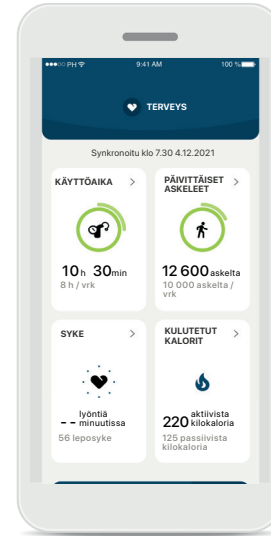 ●●●○○ PH 9:41 AM 100 %
TERVEYS
Synkronoitu klo 7.30 4.12.2021
KÄYTTÖAIKA >
10 h 30 min
8 h / vrk
PÄIVITTÄISET >
ASKELEET
12 600 askelta
10 000 askelta /
vrk
SYKE >
-- lyöntiä
minuutissa
56 leposyke
KULUTETUT >
KALORIT
220 aktiivista
kilokaloria
125 passiivista
kilokaloria